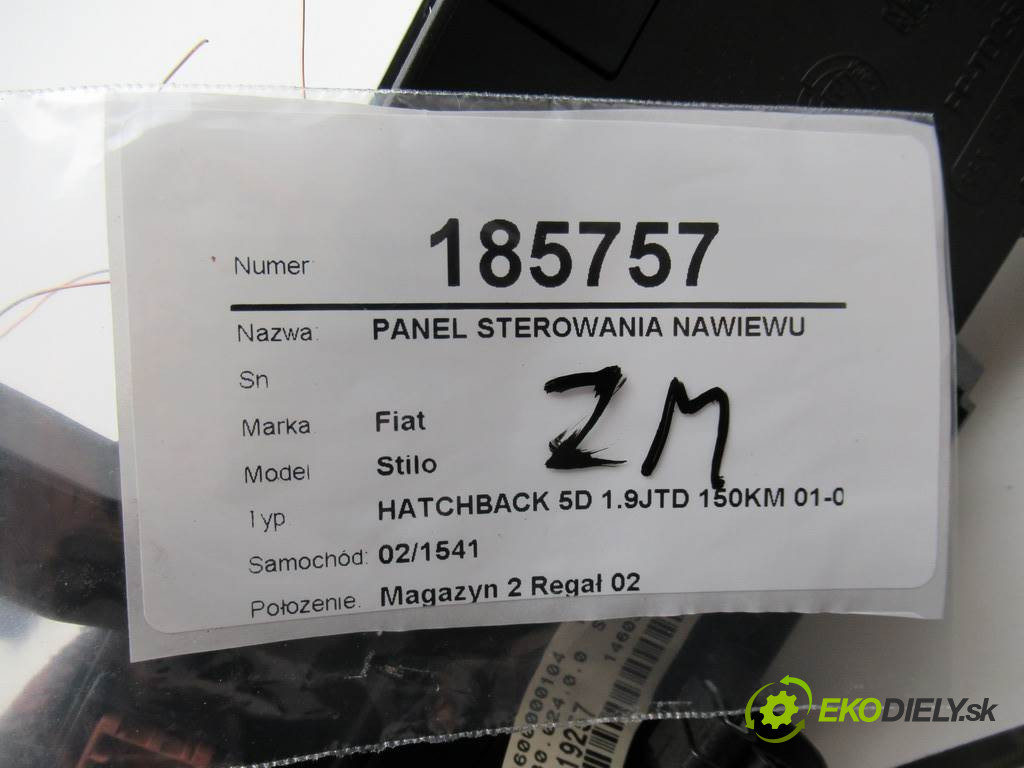 Numer 185757
Nazwa: PANEL STEROWANIA NAWIEWU
Sn
Marka Fiat
Model Stilo
Typ HATCHBACK 5D 1.9JTD 150KM 01-0
Samochód: 02/1541
Położenie. Magazyn 2 Regał 02
ZM
EKODIELY.sk